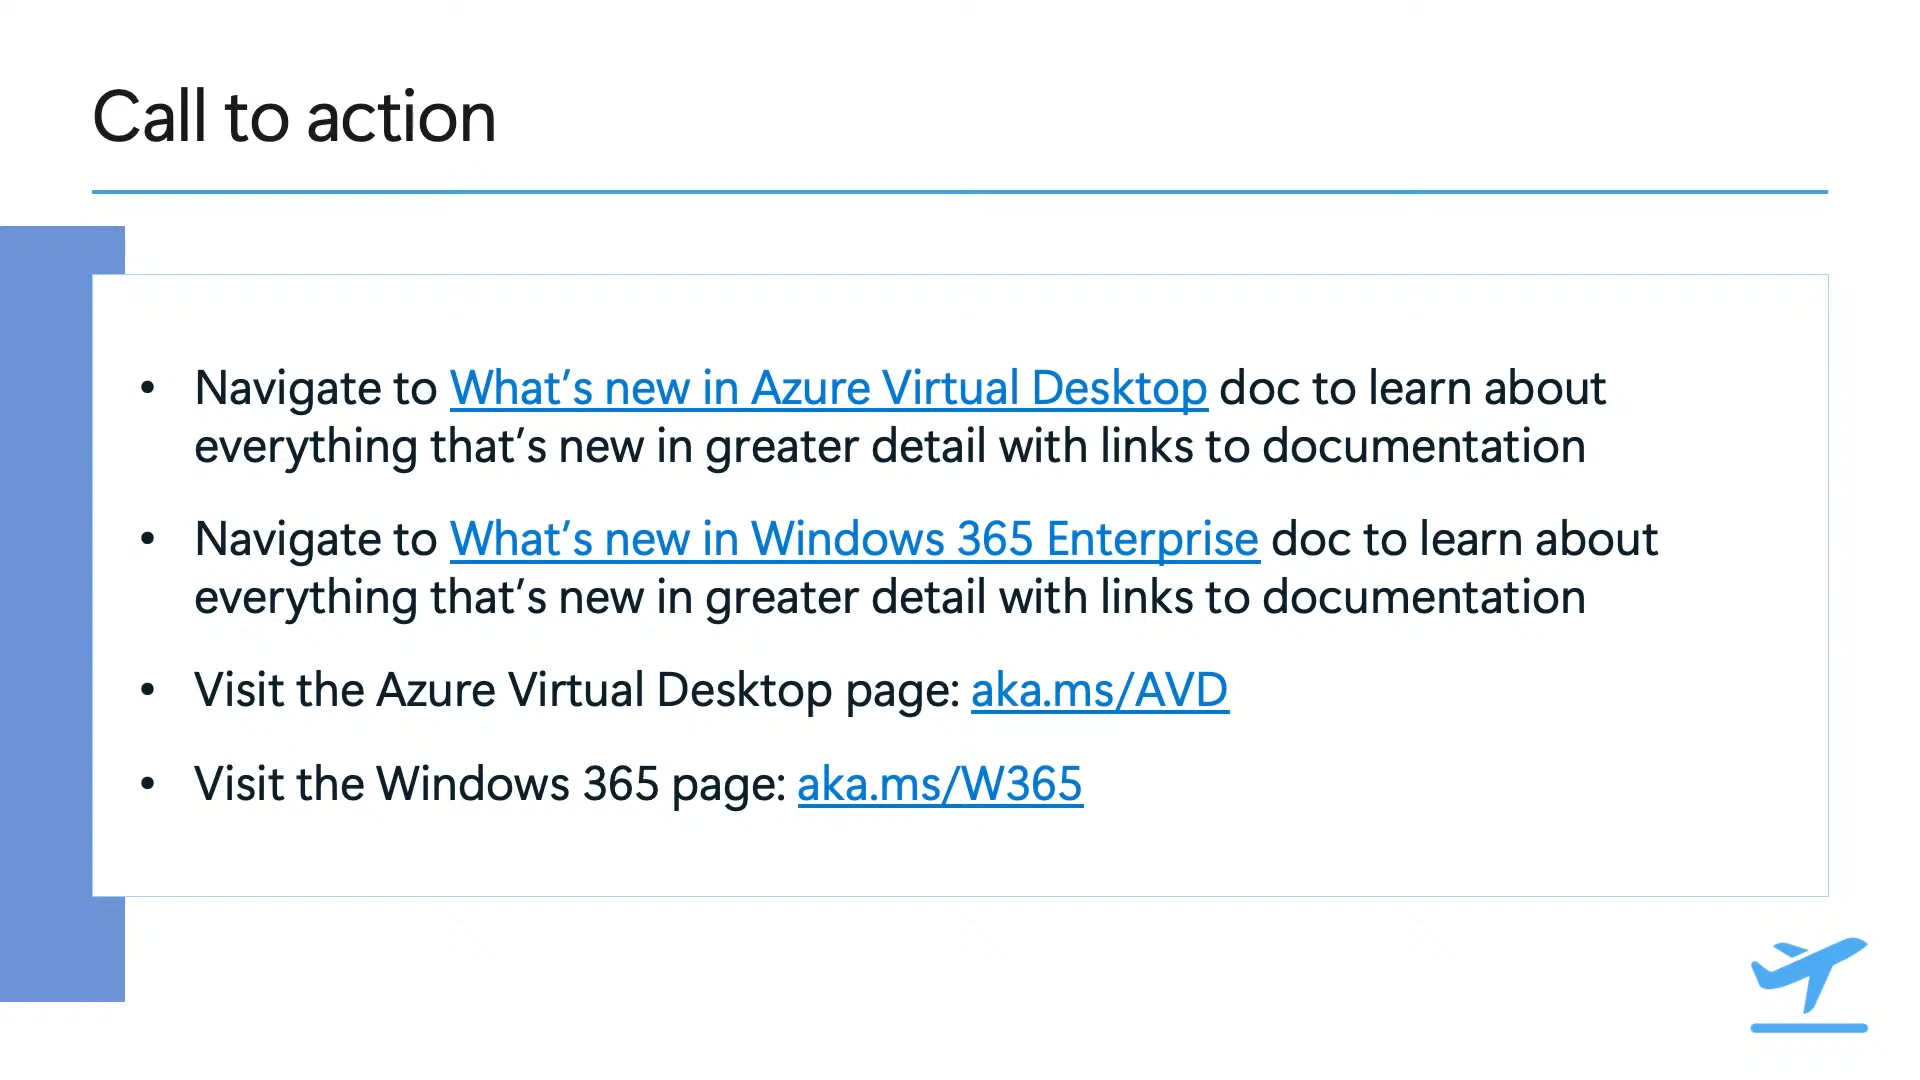 Call to action
• Navigate to What’s new in Azure Virtual Desktop doc to learn about
everything that’s new in greater detail with links to documentation
• Navigate to What’s new in Windows 365 Enterprise doc to learn about
everything that’s new in greater detail with links to documentation
• Visit the Azure Virtual Desktop page: aka.ms/AVD
• Visit the Windows 365 page: aka.ms/W365